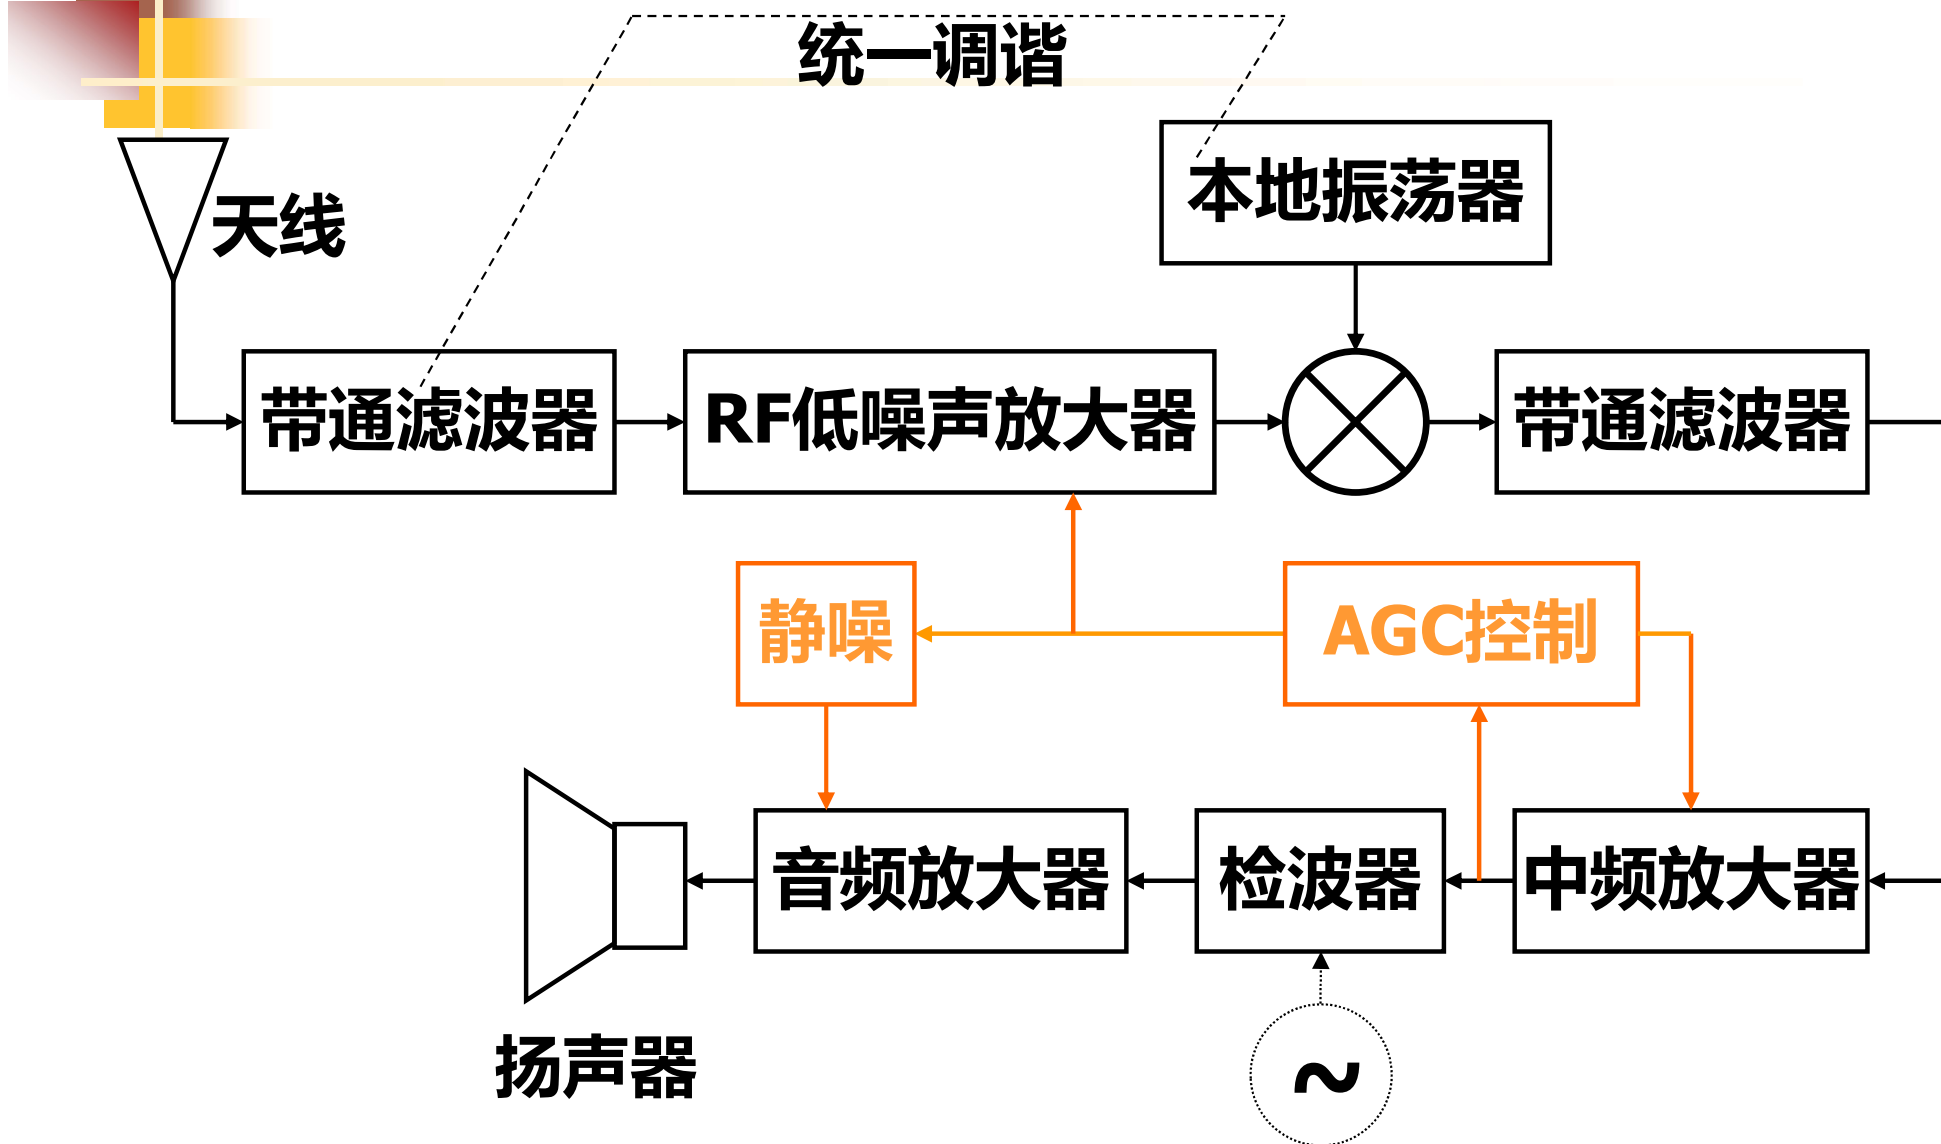 统一调谐
本地振荡器
天线
带通滤波器
RF低噪声放大器
带通滤波器
静噪
AGC控制
音频放大器
检波器
中频放大器
扬声器
~